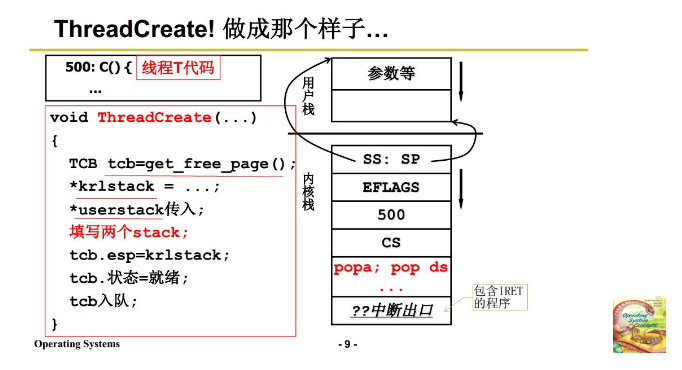 ThreadCreate! 做成那个样子…
500: C() { 线程T代码
…
void ThreadCreate(...)
{
TCB tcb=get_free_page();
*krlstack = ...;
*userstack传入;
填写两个stack;
tcb.esp=krlstack;
tcb.状态=就绪;
tcb入队;
}
用户栈
参数等
内核栈
SS: SP
EFLAGS
500
CS
popa; pop ds
...
??中断出口
包含IRET
的程序
Operating
System
Concepts
Operating Systems
- 9 -